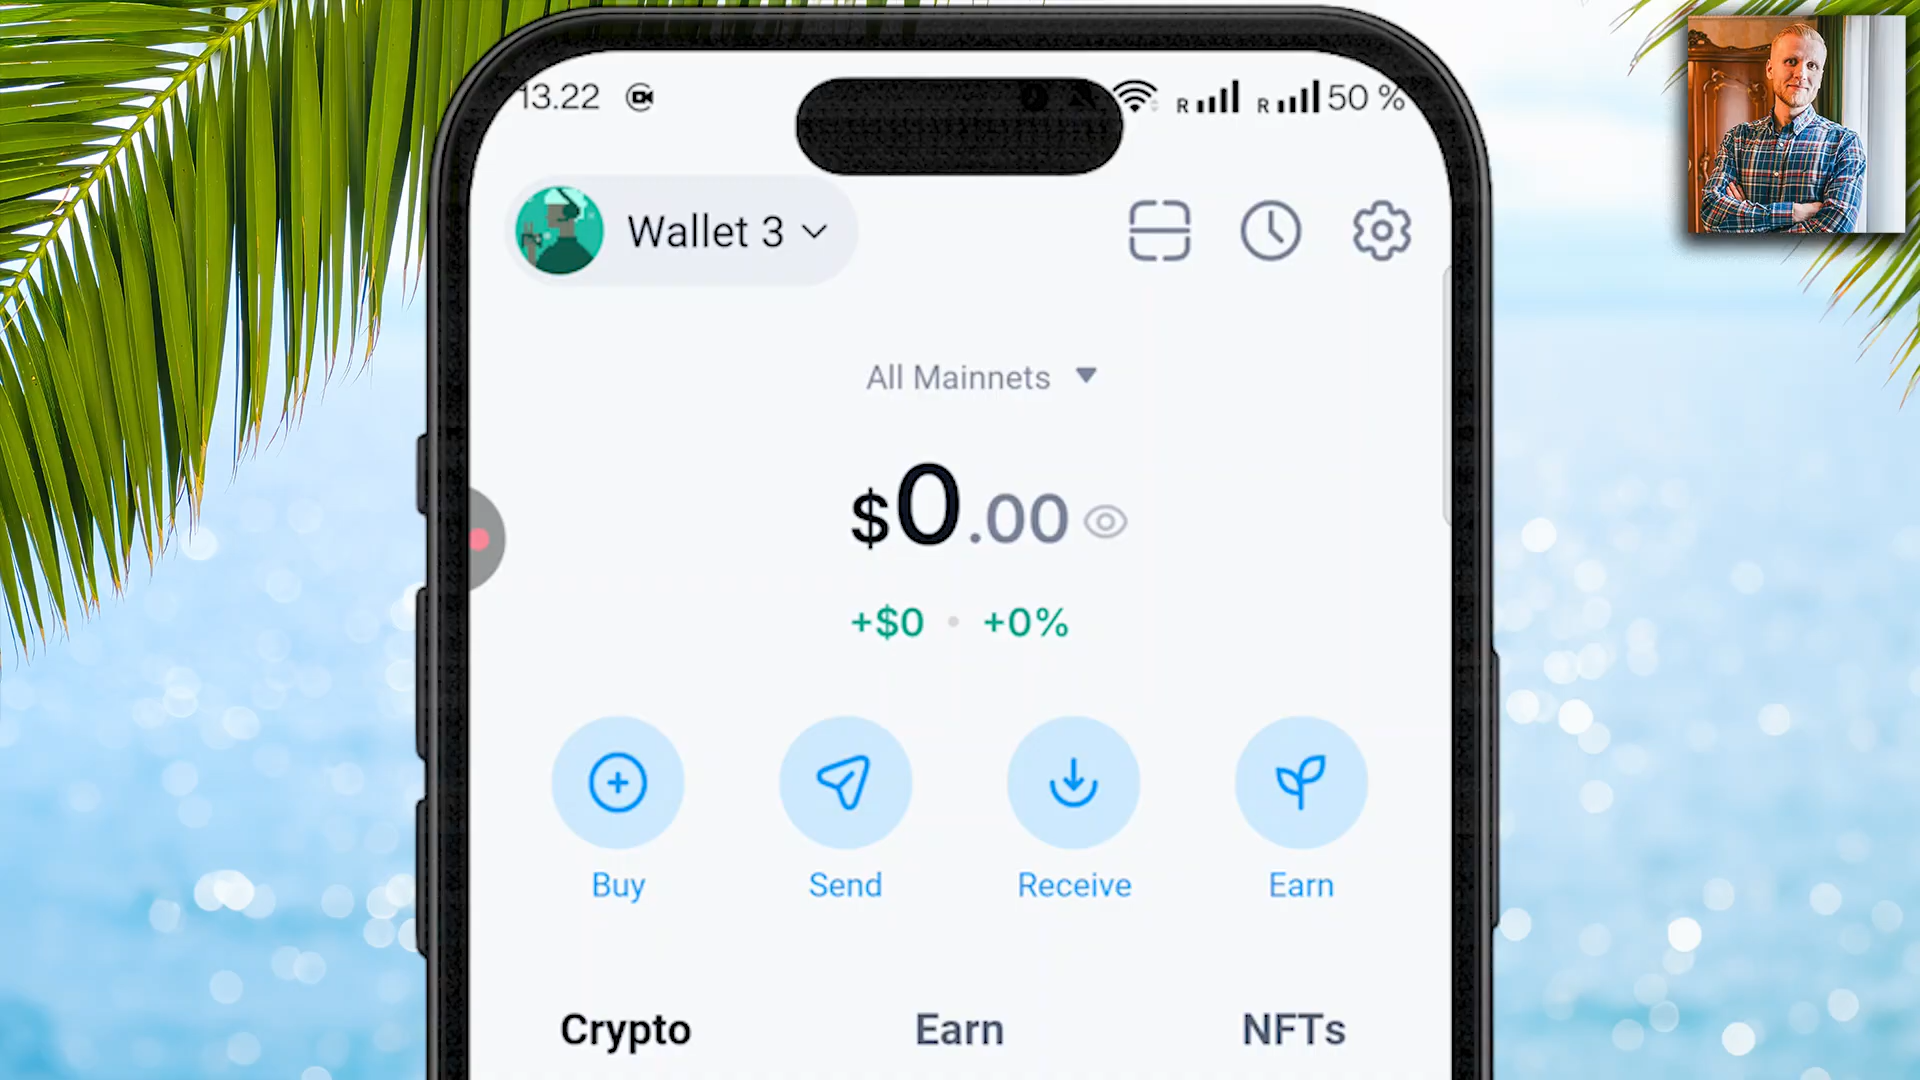 13.22 R R 50 %
Wallet 3
All Mainnets
$0.00
+$0 • +0%
Buy Send Receive Earn
Crypto Earn NFTs